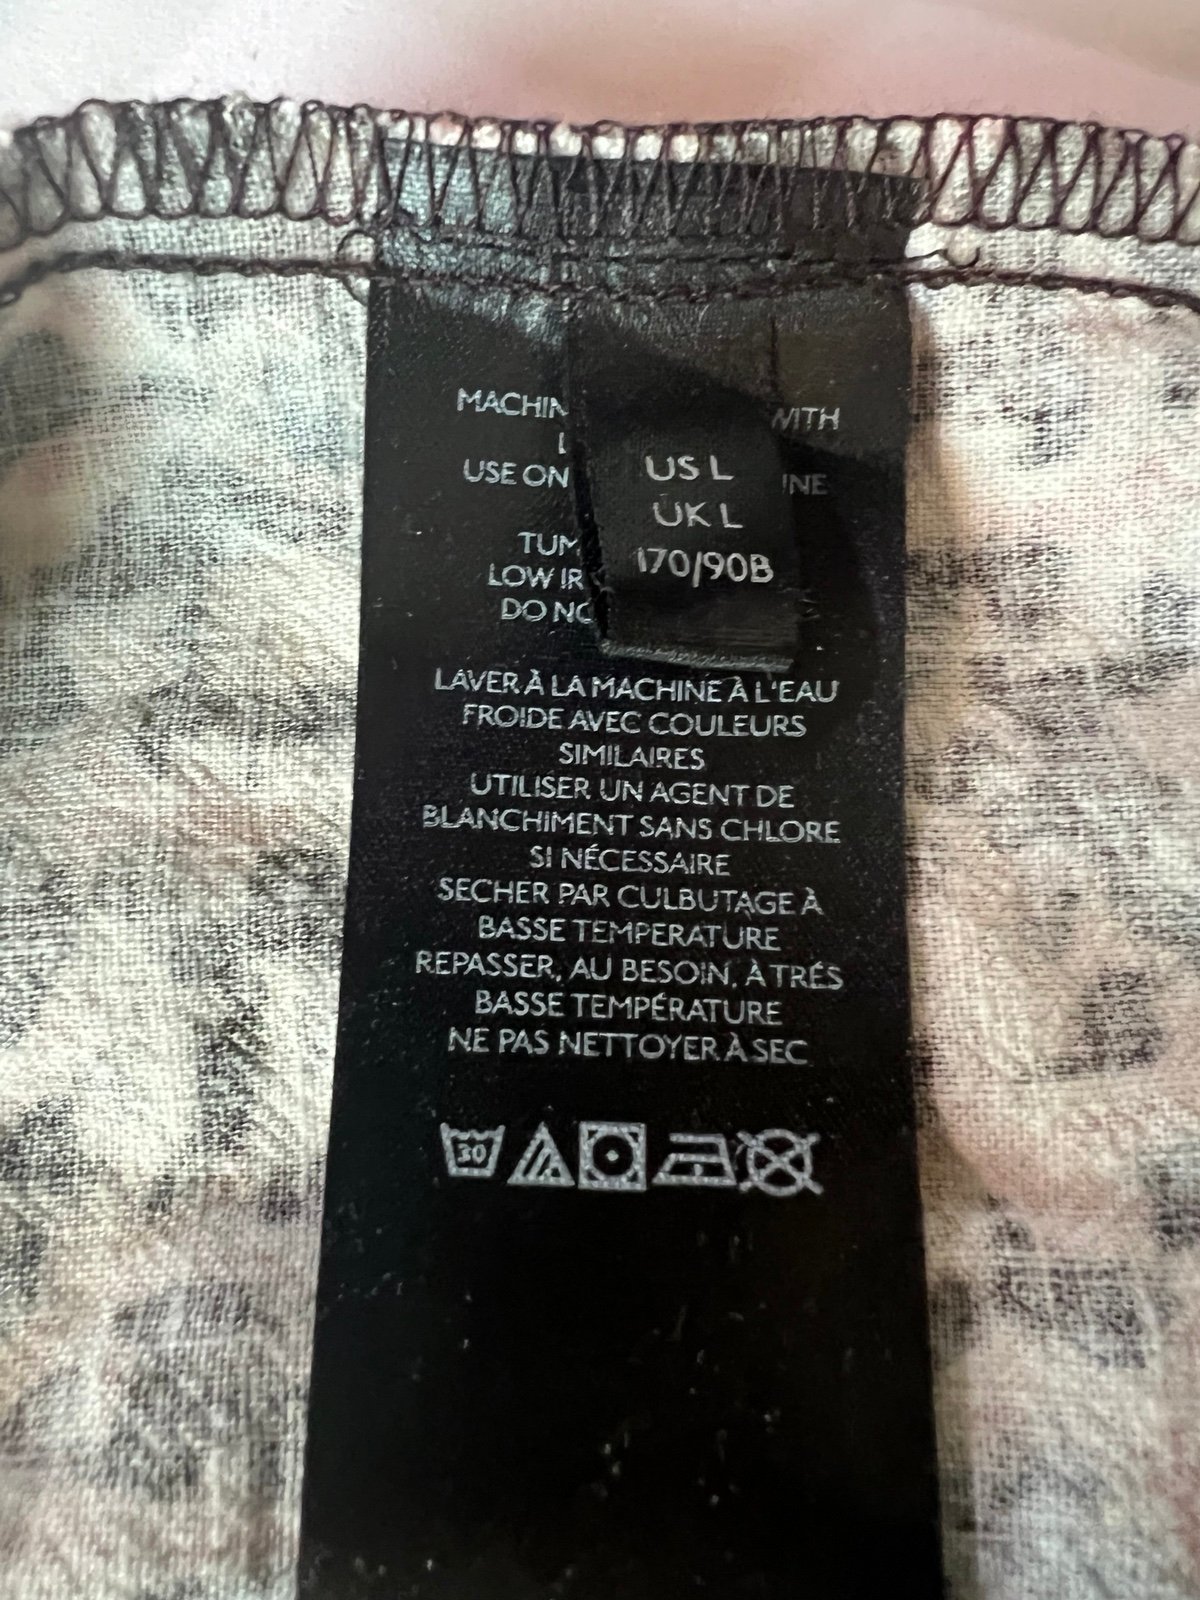 MACHIN
WITH
L
USE ON
INE
TUM
LOW IR
DO NO
US L
UK L
170/90B
LAVER À LA MACHINE À L'EAU
FROIDE AVEC COULEURS
SIMILAIRES
UTILISER UN AGENT DE
BLANCHIMENT SANS CHLORE
SI NÉCESSAIRE
SECHER PAR CULBUTAGE À
BASSE TEMPERATURE
REPASSER, AU BESOIN, À TRÉS
BASSE TEMPÉRATURE
NE PAS NETTOYER À SEC
30